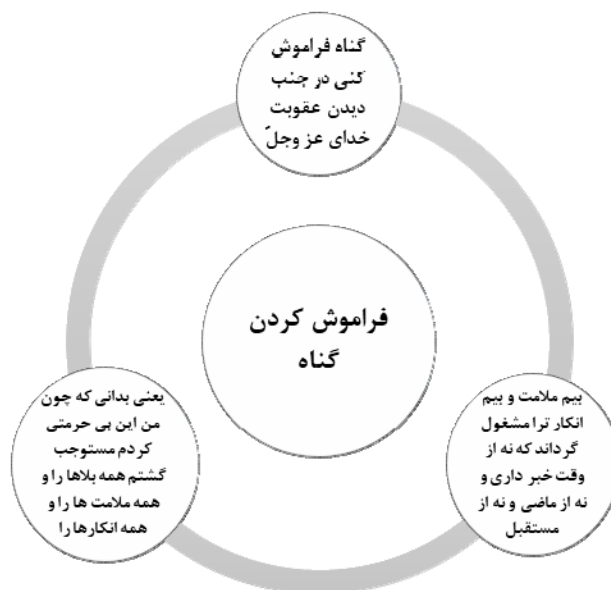 گناه فراموش
کنی در جنب
دیدن عقوبت
خدای عز وجلّ
فراموش کردن
گناه
بیم ملامت و بیم
انکار ترا مشغول
گرداند که نه از
وقت خبر داری و
نه از ماضی و نه از
مستقبل
یعنی بدانی که چون
من این بی حرمتی
کردم مستوجب
گشتم همه بلاها را و
همه ملامت ها را و
همه انکارها را